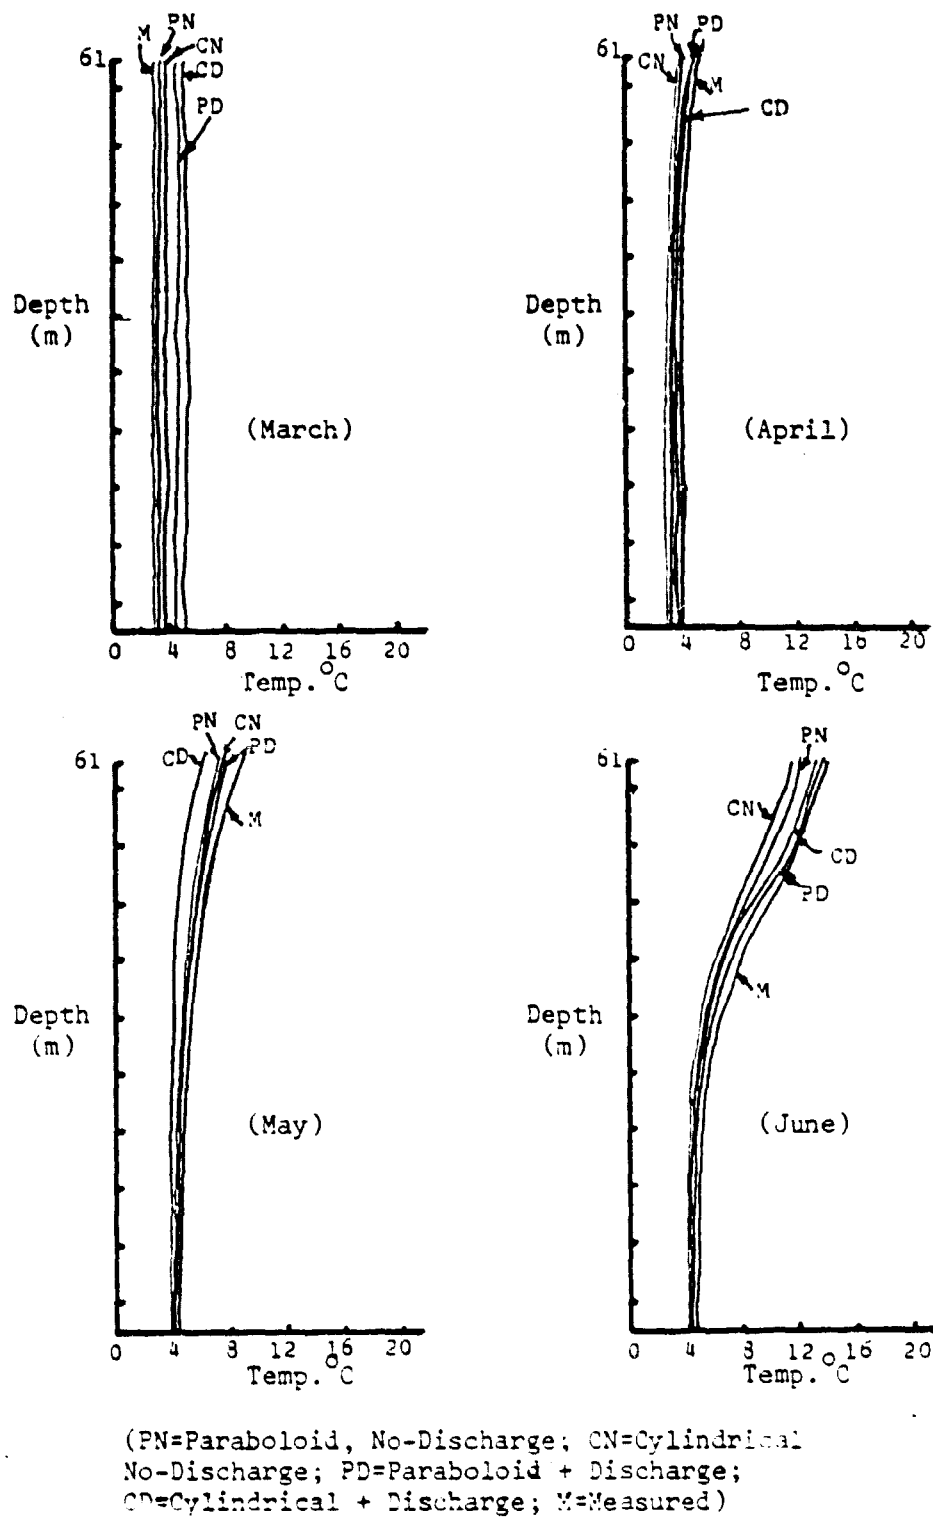 M PN CN
61 CD
PD
Depth
(m)
(March)
0 4 8 12 16 20
Temp. °C
PN PD
61 CN M
CD
Depth
(m)
(April)
0 4 8 12 16 20
Temp. °C
PN CN
61 CD PD
M
Depth
(m)
(May)
0 4 8 12 16 20
Temp. °C
61 PN
CN
CD
PD
M
Depth
(m)
(June)
0 4 8 12 16 20
Temp. °C
(PN=Paraboloid, No-Discharge; CN=Cylindrical
No-Discharge; PD=Paraboloid + Discharge;
CD=Cylindrical + Discharge; M=Measured)